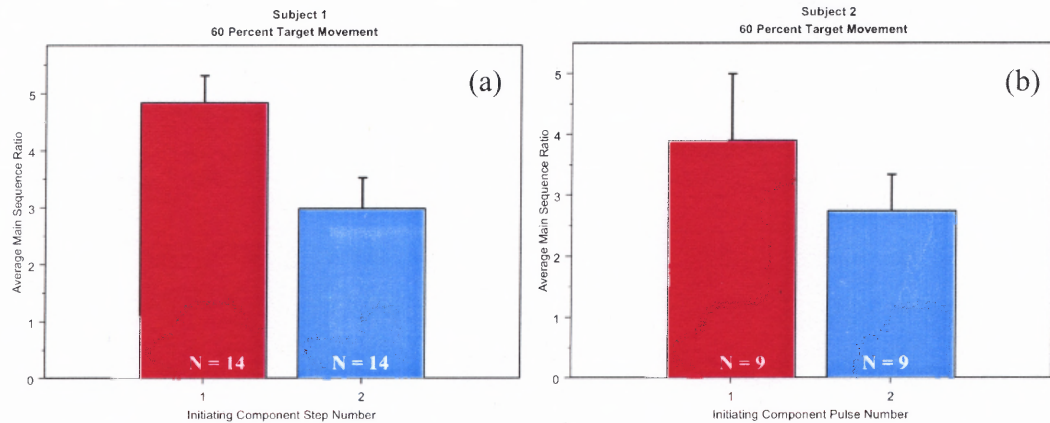 Subject 1
60 Percent Target Movement
(a)
Average Main Sequence Ratio
5
4
3
2
1
0
N = 14
N = 14
1
2
Initiating Component Step Number
Subject 2
60 Percent Target Movement
(b)
Average Main Sequence Ratio
5
4
3
2
1
0
N = 9
N = 9
1
2
Initiating Component Pulse Number